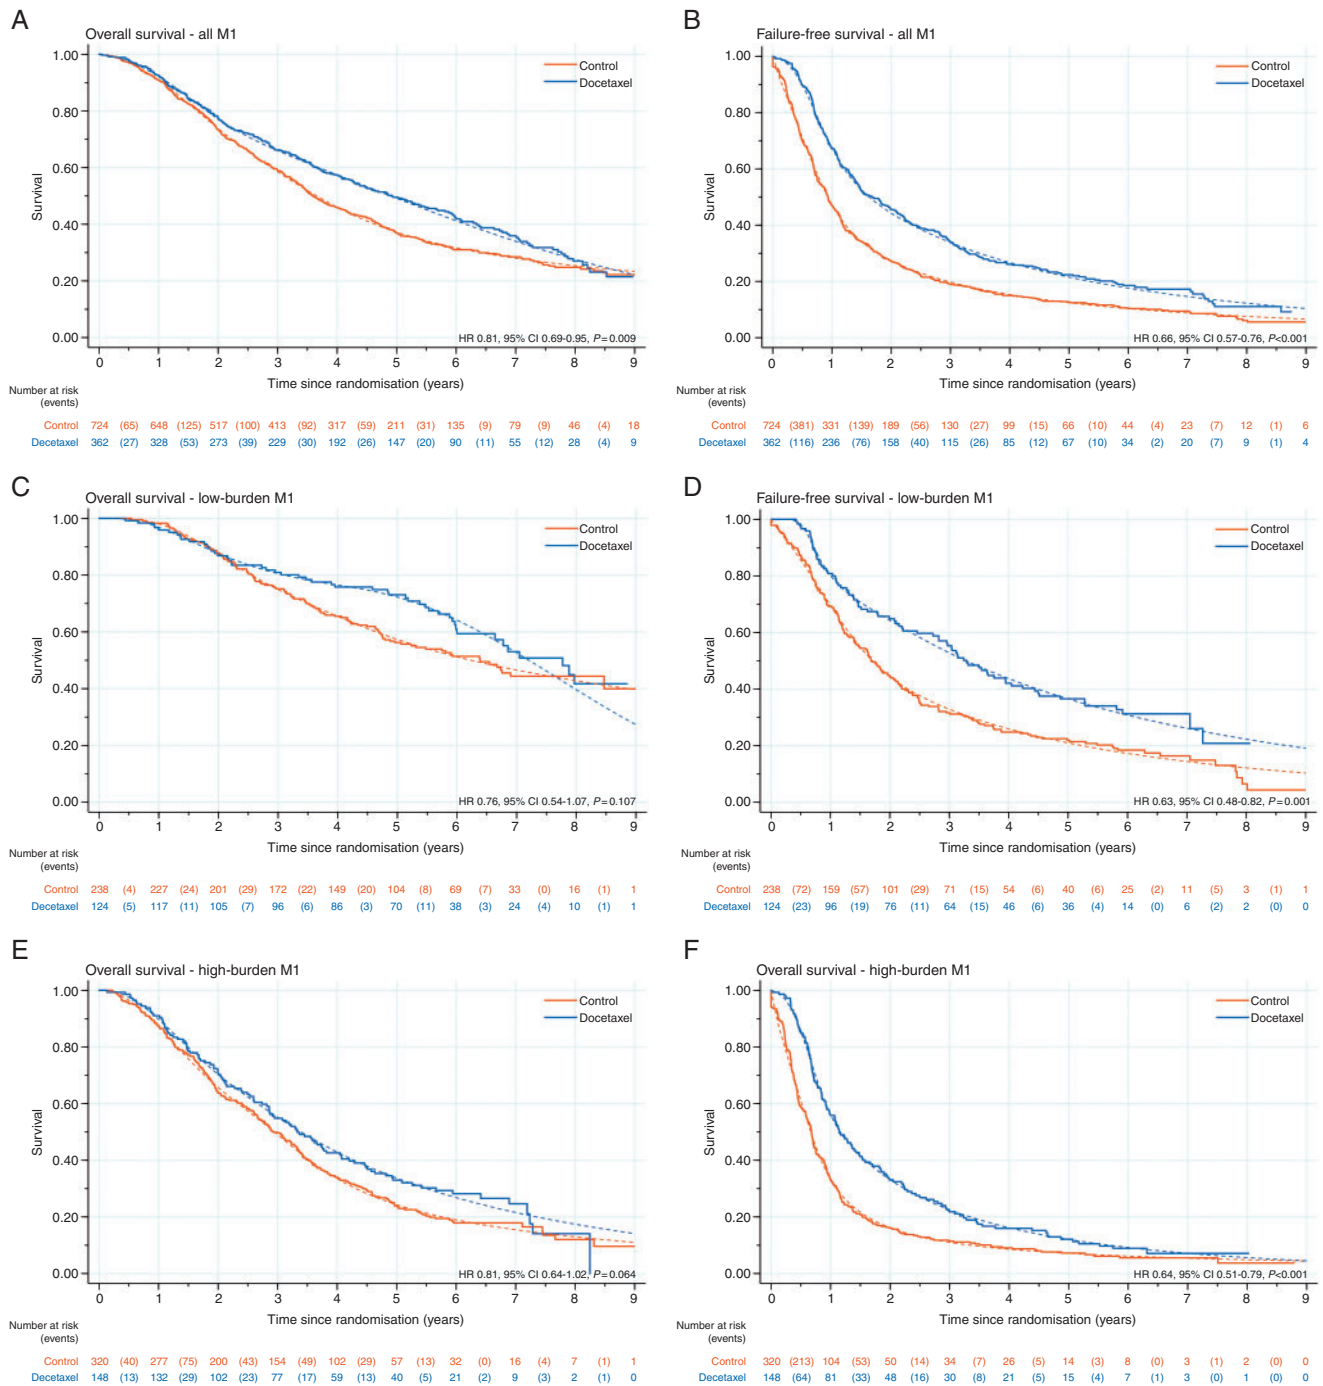 A
Overall survival - all M1
1.00
0.80
0.60
0.40
0.20
0.00
Survival
Control
Docetaxel
HR 0.81, 95% CI 0.69-0.95, P=0.009
0 1 2 3 4 5 6 7 8 9
Time since randomisation (years)
Number at risk
(events)
Control 724 (65) 648 (125) 517 (100) 413 (92) 317 (59) 211 (31) 135 (9) 79 (9) 46 (4) 18
Decetaxel 362 (27) 328 (53) 273 (39) 229 (30) 192 (26) 147 (20) 90 (11) 55 (12) 28 (4) 9
B
Failure-free survival - all M1
1.00
0.80
0.60
0.40
0.20
0.00
Survival
Control
Docetaxel
HR 0.66, 95% CI 0.57-0.76, P<0.001
0 1 2 3 4 5 6 7 8 9
Time since randomisation (years)
Number at risk
(events)
Control 724 (381) 331 (139) 189 (56) 130 (27) 99 (15) 66 (10) 44 (4) 23 (7) 12 (1) 6
Decetaxel 362 (116) 236 (76) 158 (40) 115 (26) 85 (12) 67 (10) 34 (2) 20 (7) 9 (1) 4
C
Overall survival - low-burden M1
1.00
0.80
0.60
0.40
0.20
0.00
Survival
Control
Docetaxel
HR 0.76, 95% CI 0.54-1.07, P=0.107
0 1 2 3 4 5 6 7 8 9
Time since randomisation (years)
Number at risk
(events)
Control 238 (4) 227 (24) 201 (29) 172 (22) 149 (20) 104 (8) 69 (7) 33 (0) 16 (1) 1
Decetaxel 124 (5) 117 (11) 105 (7) 96 (6) 86 (3) 70 (11) 38 (3) 24 (4) 10 (1) 1
D
Failure-free survival - low-burden M1
1.00
0.80
0.60
0.40
0.20
0.00
Survival
Control
Docetaxel
HR 0.63, 95% CI 0.48-0.82, P=0.001
0 1 2 3 4 5 6 7 8 9
Time since randomisation (years)
Number at risk
(events)
Control 238 (72) 159 (57) 101 (29) 71 (15) 54 (6) 40 (6) 25 (2) 11 (5) 3 (1) 1
Decetaxel 124 (23) 96 (19) 76 (11) 64 (15) 46 (6) 36 (4) 14 (0) 6 (2) 2 (0) 0
E
Overall survival - high-burden M1
1.00
0.80
0.60
0.40
0.20
0.00
Survival
Control
Docetaxel
HR 0.81, 95% CI 0.64-1.02, P=0.064
0 1 2 3 4 5 6 7 8 9
Time since randomisation (years)
Number at risk
(events)
Control 320 (40) 277 (75) 200 (43) 154 (49) 102 (29) 57 (13) 32 (0) 16 (4) 7 (1) 1
Decetaxel 148 (13) 132 (29) 102 (23) 77 (17) 59 (13) 40 (5) 21 (2) 9 (3) 2 (1) 0
F
Overall survival - high-burden M1
1.00
0.80
0.60
0.40
0.20
0.00
Survival
Control
Docetaxel
HR 0.64, 95% CI 0.51-0.79, P<0.001
0 1 2 3 4 5 6 7 8 9
Time since randomisation (years)
Number at risk
(events)
Control 320 (213) 104 (53) 50 (14) 34 (7) 26 (5) 14 (3) 8 (0) 3 (1) 2 (0) 0
Decetaxel 148 (64) 81 (33) 48 (16) 30 (8) 21 (5) 15 (4) 7 (1) 3 (0) 1 (0) 0